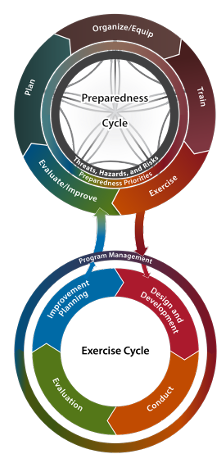 Organize/Equip
Plan
Train
Preparedness
Cycle
Threats, Hazards, and Risks
Preparedness Priorities
Evaluate/Improve
Exercise
Program Management
Improvement
Planning
Design and
Development
Exercise Cycle
Evaluation
Conduct